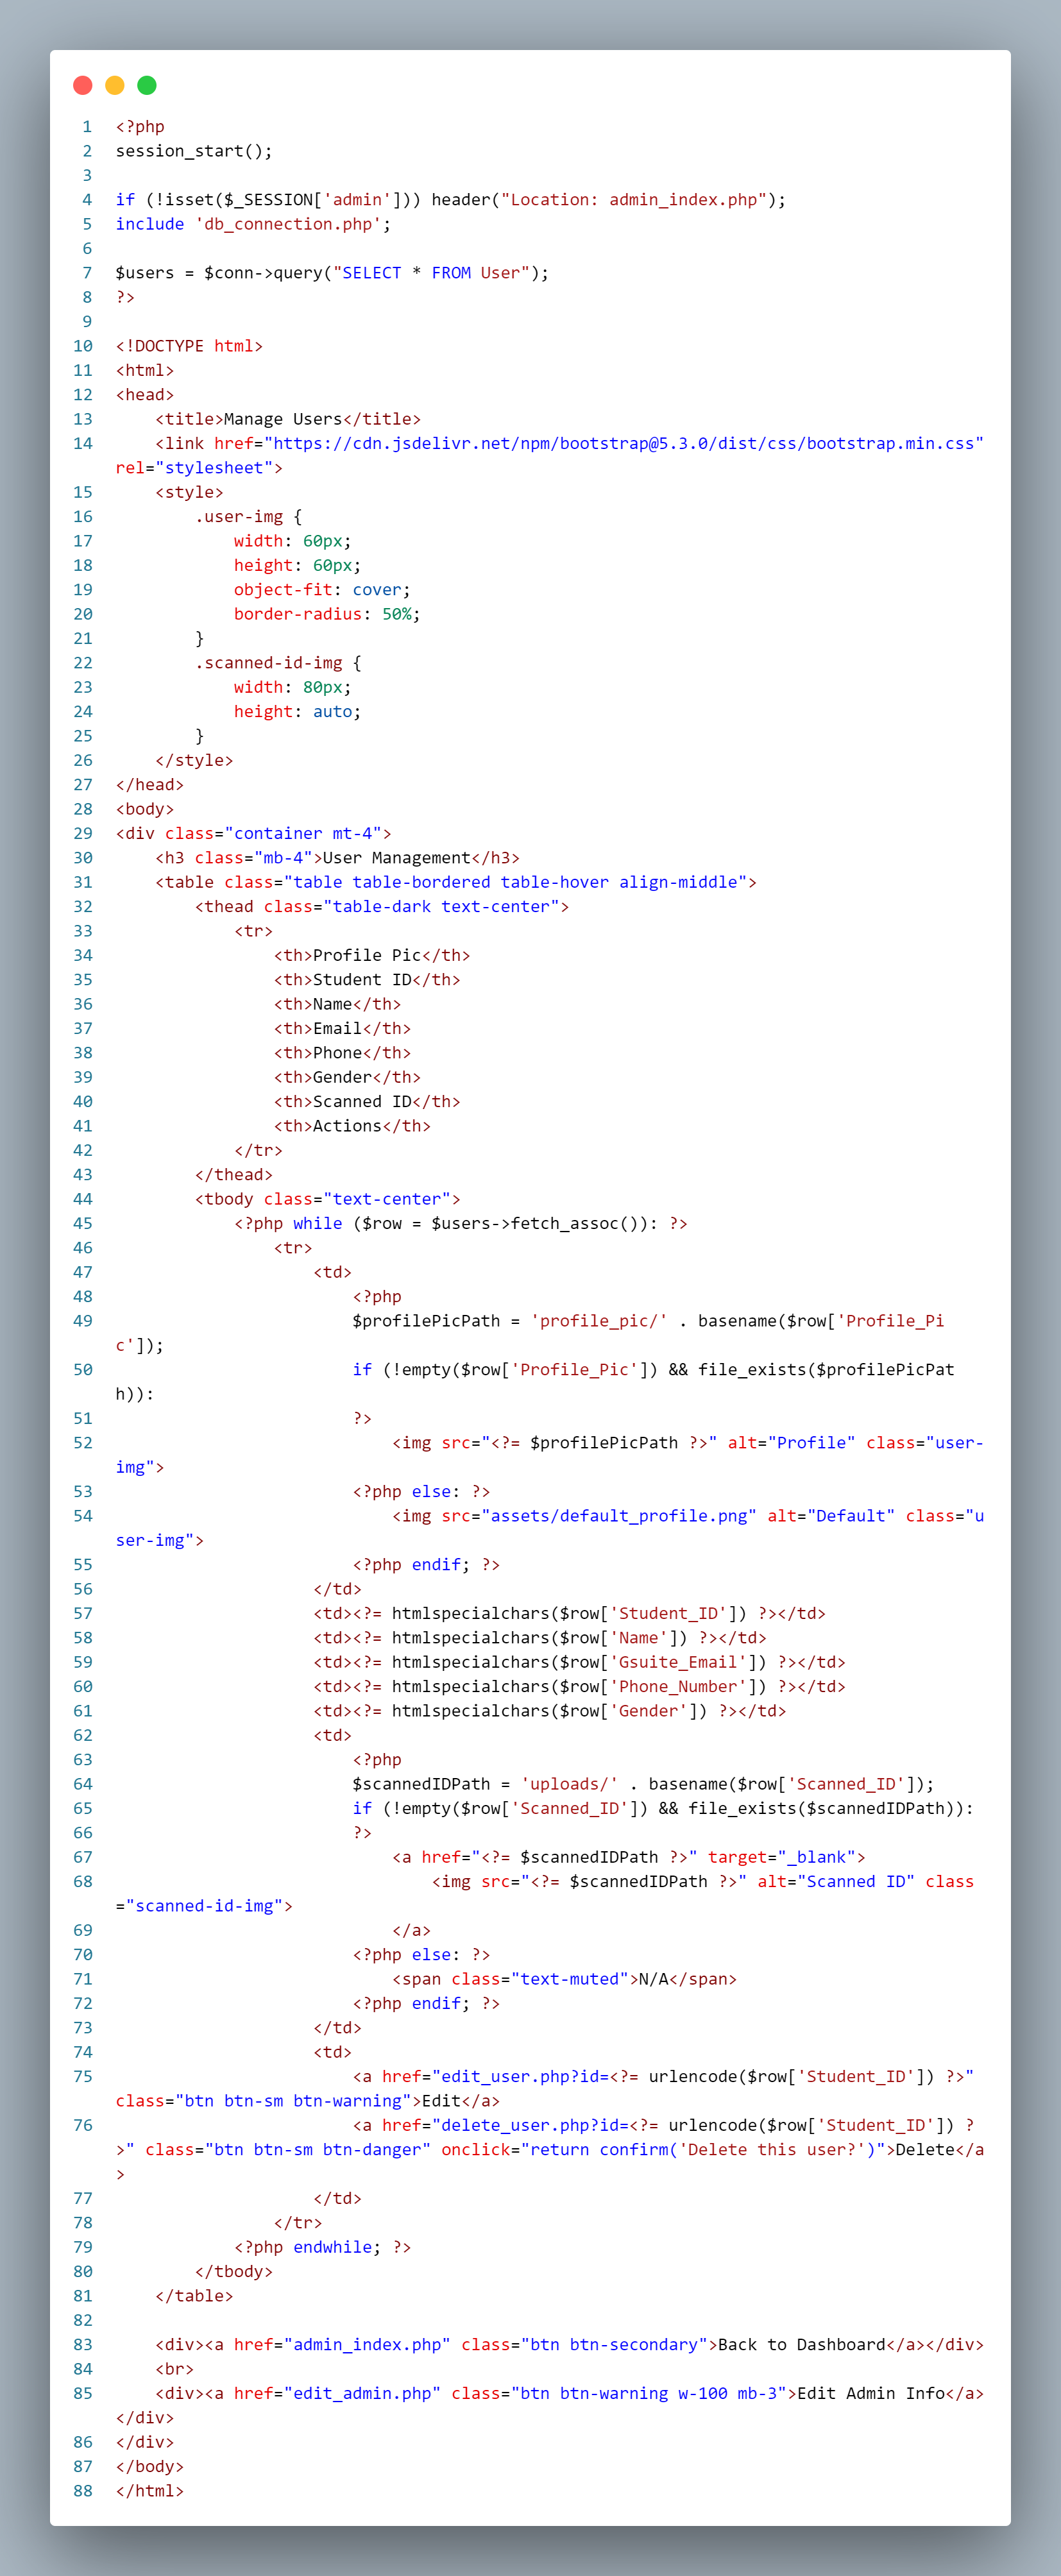 1 <?php
2 session_start();
3
4 if (!isset($_SESSION['admin'])) header("Location: admin_index.php");
5 include 'db_connection.php';
6
7 $users = $conn->query("SELECT * FROM User");
8 ?>
9
10 <!DOCTYPE html>
11 <html>
12 <head>
13     <title>Manage Users</title>
14     <link href="https://cdn.jsdelivr.net/npm/bootstrap@5.3.0/dist/css/bootstrap.min.css"
rel="stylesheet">
15     <style>
16         .user-img {
17             width: 60px;
18             height: 60px;
19             object-fit: cover;
20             border-radius: 50%;
21         }
22         .scanned-id-img {
23             width: 80px;
24             height: auto;
25         }
26     </style>
27 </head>
28 <body>
29 <div class="container mt-4">
30     <h3 class="mb-4">User Management</h3>
31     <table class="table table-bordered table-hover align-middle">
32         <thead class="table-dark text-center">
33             <tr>
34                 <th>Profile Pic</th>
35                 <th>Student ID</th>
36                 <th>Name</th>
37                 <th>Email</th>
38                 <th>Phone</th>
39                 <th>Gender</th>
40                 <th>Scanned ID</th>
41                 <th>Actions</th>
42             </tr>
43         </thead>
44         <tbody class="text-center">
45             <?php while ($row = $users->fetch_assoc()): ?>
46                 <tr>
47                     <td>
48                         <?php
49                         $profilePicPath = 'profile_pic/' . basename($row['Profile_Pi
c']);
50                         if (!empty($row['Profile_Pic']) && file_exists($profilePicPat
h)):
51                         ?>
52                             <img src="<?= $profilePicPath ?>" alt="Profile" class="user-
img">
53                         <?php else: ?>
54                             <img src="assets/default_profile.png" alt="Default" class="u
ser-img">
55                         <?php endif; ?>
56                     </td>
57                     <td><?= htmlspecialchars($row['Student_ID']) ?></td>
58                     <td><?= htmlspecialchars($row['Name']) ?></td>
59                     <td><?= htmlspecialchars($row['Gsuite_Email']) ?></td>
60                     <td><?= htmlspecialchars($row['Phone_Number']) ?></td>
61                     <td><?= htmlspecialchars($row['Gender']) ?></td>
62                     <td>
63                         <?php
64                         $scannedIDPath = 'uploads/' . basename($row['Scanned_ID']);
65                         if (!empty($row['Scanned_ID']) && file_exists($scannedIDPath)):
66                         ?>
67                             <a href="<?= $scannedIDPath ?>" target="_blank">
68                                 <img src="<?= $scannedIDPath ?>" alt="Scanned ID" class
="scanned-id-img">
69                             </a>
70                         <?php else: ?>
71                             <span class="text-muted">N/A</span>
72                         <?php endif; ?>
73                     </td>
74                     <td>
75                         <a href="edit_user.php?id=<?= urlencode($row['Student_ID']) ?>"
class="btn btn-sm btn-warning">Edit</a>
76                         <a href="delete_user.php?id=<?= urlencode($row['Student_ID']) ?
>" class="btn btn-sm btn-danger" onclick="return confirm('Delete this user?')">Delete</a
>
77                     </td>
78                 </tr>
79             <?php endwhile; ?>
80         </tbody>
81     </table>
82
83     <div><a href="admin_index.php" class="btn btn-secondary">Back to Dashboard</a></div>
84     <br>
85     <div><a href="edit_admin.php" class="btn btn-warning w-100 mb-3">Edit Admin Info</a>
</div>
86 </div>
87 </body>
88 </html>